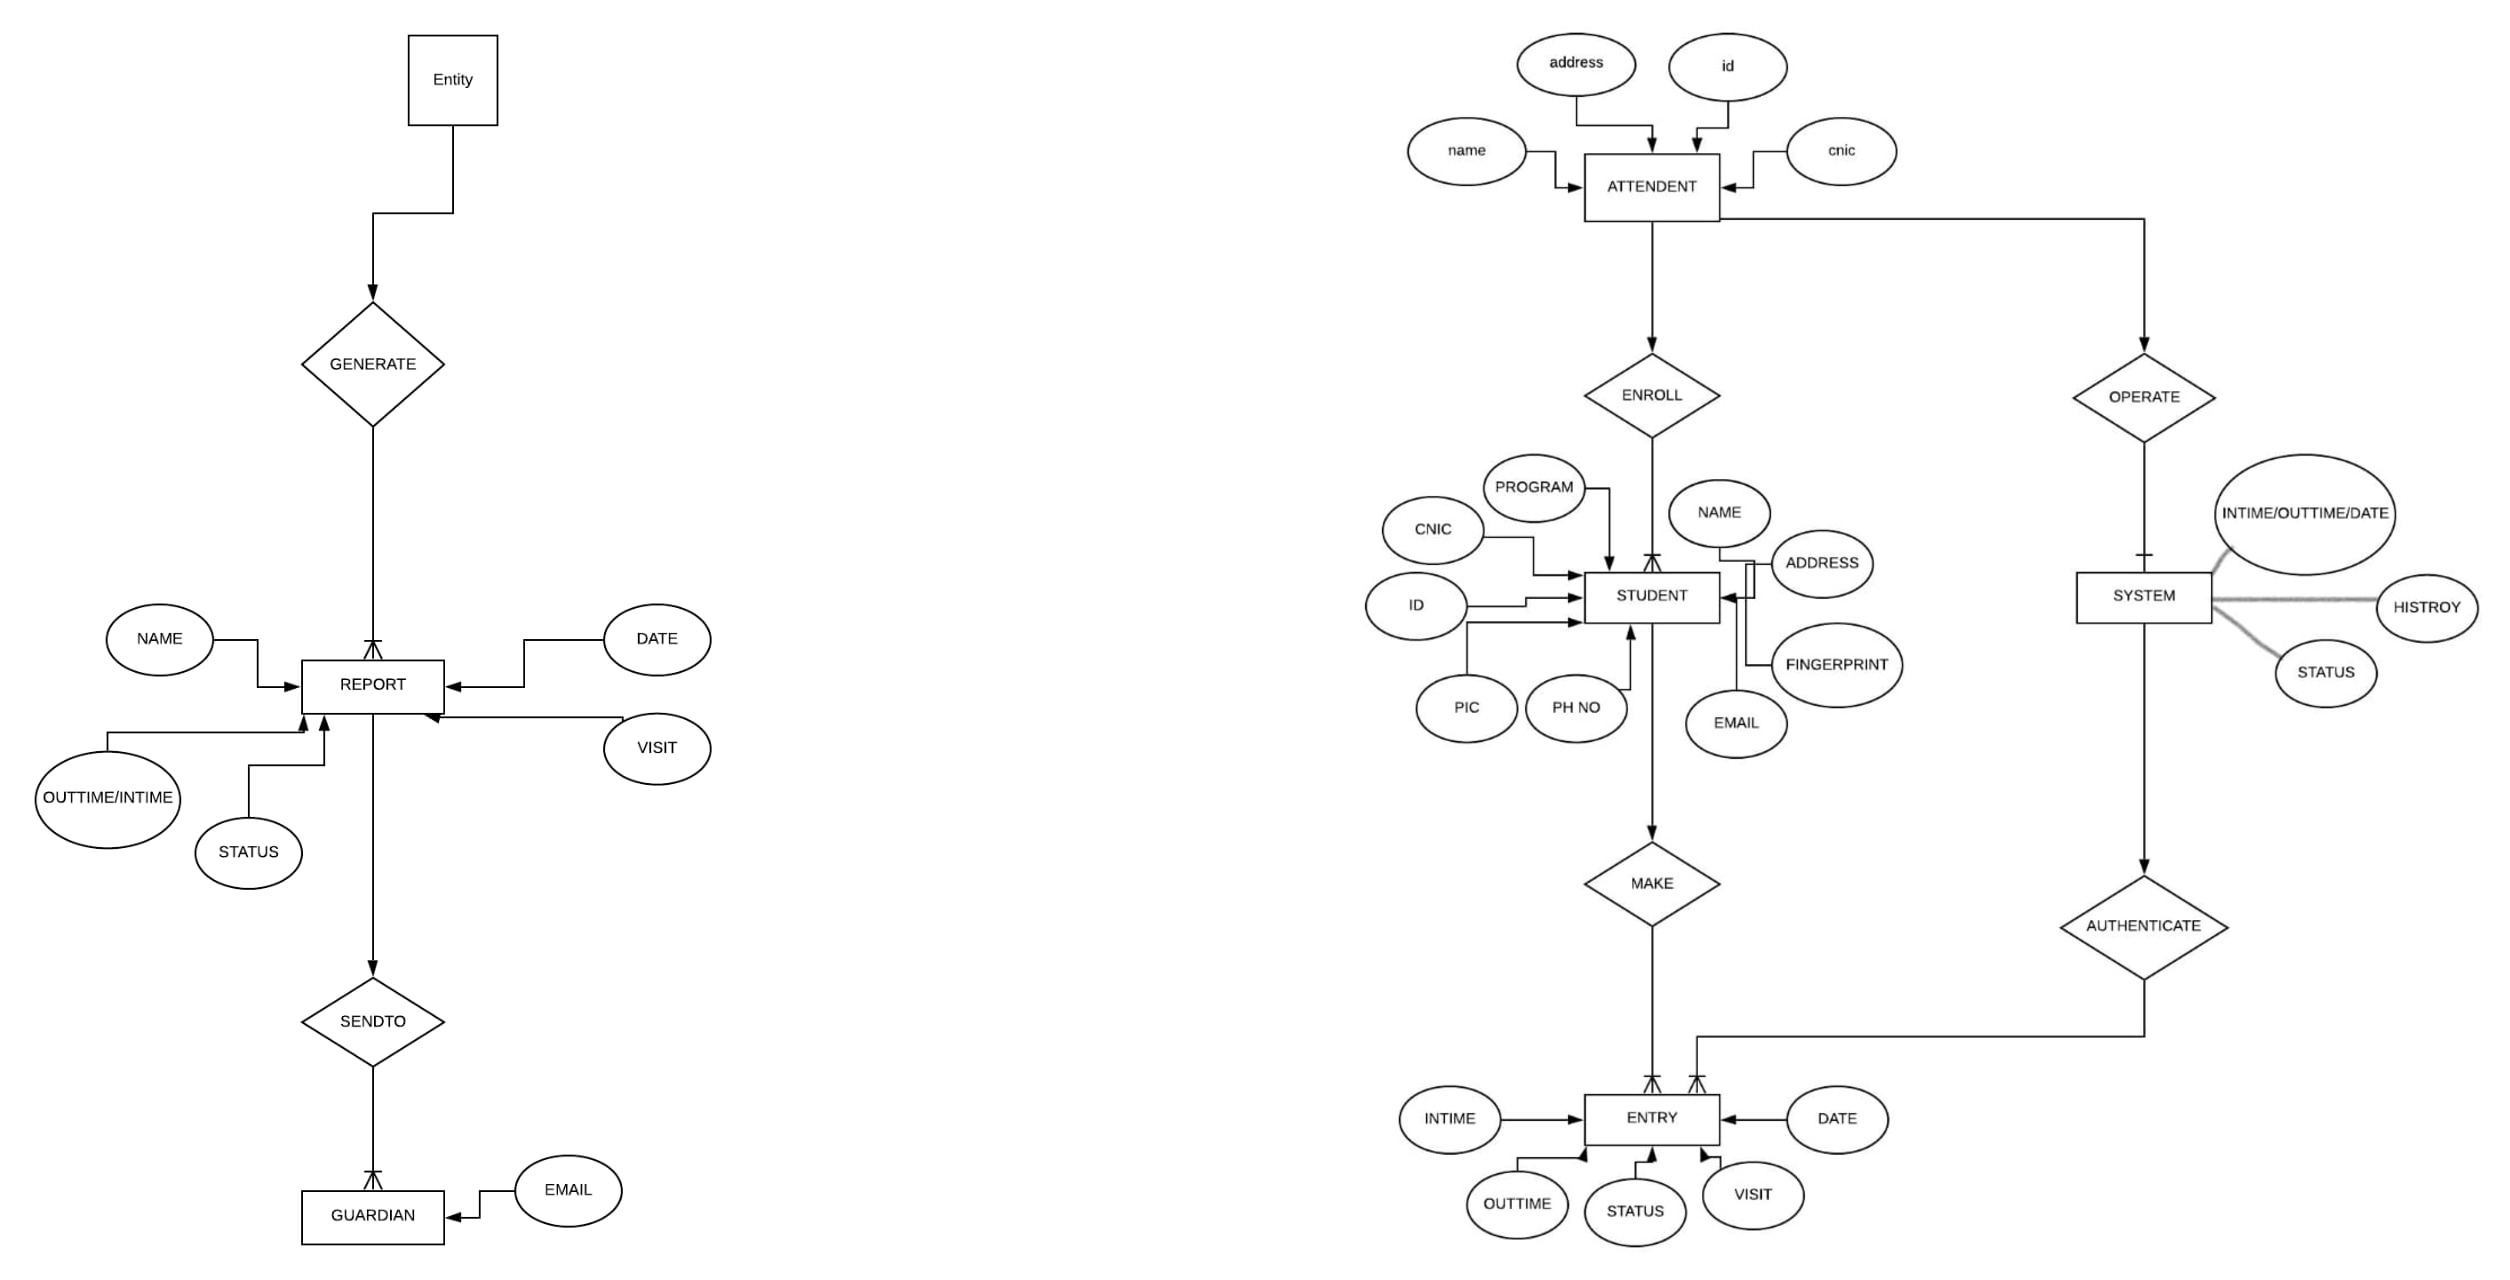 Entity
GENERATE
NAME
DATE
REPORT
VISIT
OUTTIME/INTIME
STATUS
SENDTO
EMAIL
GUARDIAN
address
id
name
cnic
ATTENDENT
ENROLL
OPERATE
PROGRAM
NAME
INTIME/OUTTIME/DATE
CNIC
ADDRESS
ID
STUDENT
SYSTEM
HISTROY
FINGERPRINT
STATUS
PIC
PH NO
EMAIL
MAKE
AUTHENTICATE
INTIME
ENTRY
DATE
OUTTIME
STATUS
VISIT